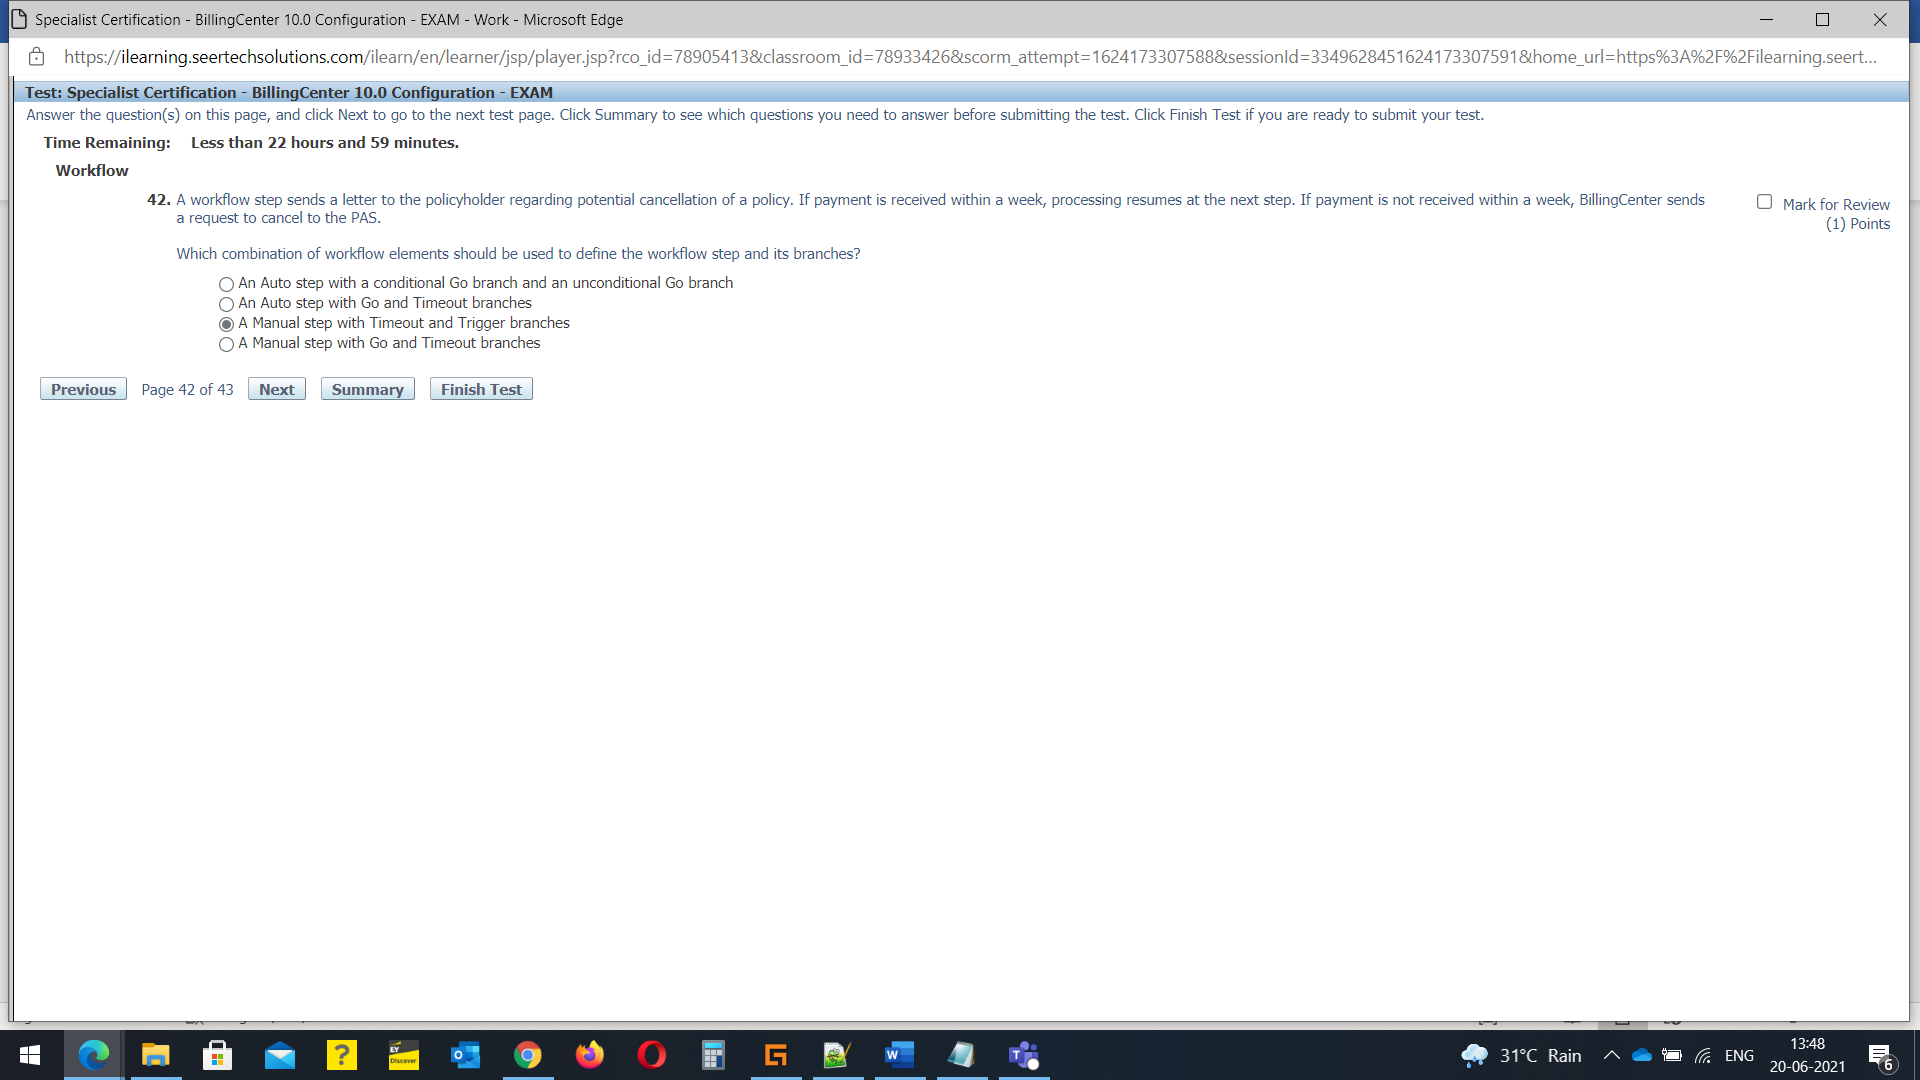 Specialist Certification - BillingCenter 10.0 Configuration - EXAM - Work - Microsoft Edge
https://ilearning.seertechsolutions.com/ilearn/en/learner/jsp/player.jsp?rco_id=78905413&classroom_id=78933426&scorm_attempt=1624173307588&sessionId=3349628451624173307591&home_url=https%3A%2F%2Filearning.seert...
Test: Specialist Certification - BillingCenter 10.0 Configuration - EXAM
Answer the question(s) on this page, and click Next to go to the next test page. Click Summary to see which questions you need to answer before submitting the test. Click Finish Test if you are ready to submit your test.
Time Remaining: Less than 22 hours and 59 minutes.
Workflow
42. A workflow step sends a letter to the policyholder regarding potential cancellation of a policy. If payment is received within a week, processing resumes at the next step. If payment is not received within a week, BillingCenter sends
a request to cancel to the PAS.
Mark for Review
(1) Points
Which combination of workflow elements should be used to define the workflow step and its branches?
An Auto step with a conditional Go branch and an unconditional Go branch
An Auto step with Go and Timeout branches
A Manual step with Timeout and Trigger branches
A Manual step with Go and Timeout branches
Previous Page 42 of 43 Next Summary Finish Test
EY
Discover
31°C Rain
ENG
13:48
20-06-2021
6